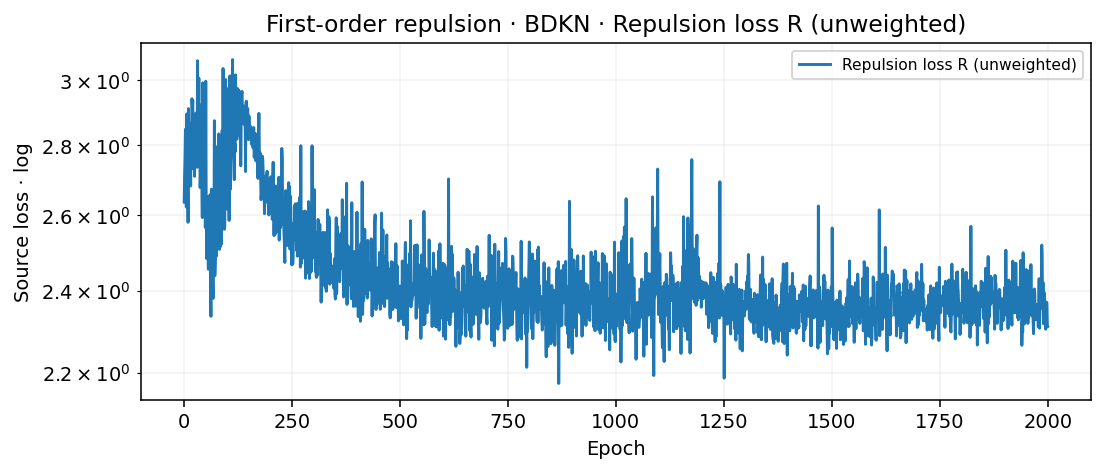 First-order repulsion · BDKN · Repulsion loss R (unweighted)
Repulsion loss R (unweighted)
Source loss · log
3 × 10⁰
2.8 × 10⁰
2.6 × 10⁰
2.4 × 10⁰
2.2 × 10⁰
0 250 500 750 1000 1250 1500 1750 2000
Epoch